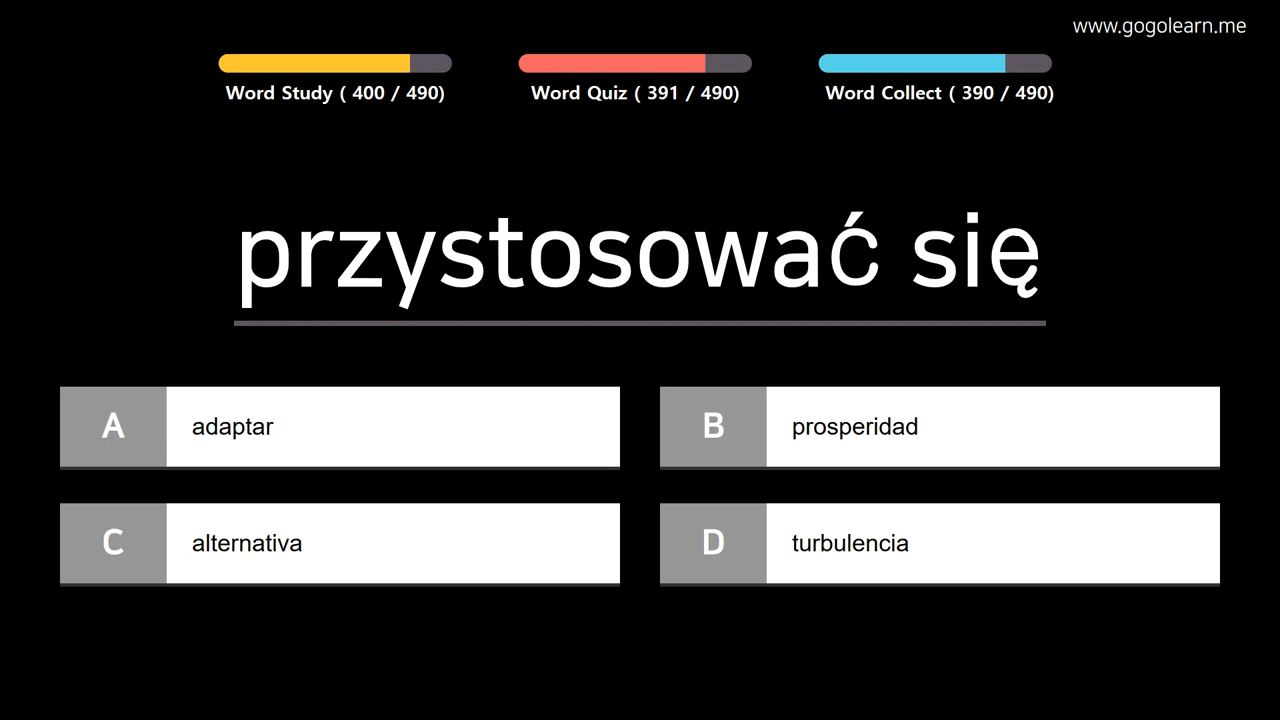 www.gogolearn.me
Word Study ( 400 / 490)
Word Quiz ( 391 / 490)
Word Collect ( 390 / 490)
przystosować się
A adaptar
B prosperidad
C alternativa
D turbulencia